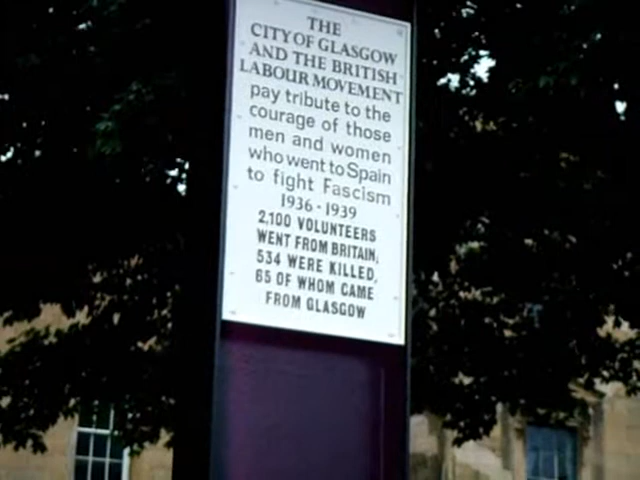 THE
CITY OF GLASGOW
AND THE BRITISH
LABOUR MOVEMENT
pay tribute to the
courage of those
men and women
who went to Spain
to fight Fascism
1936 - 1939
2,100 VOLUNTEERS
WENT FROM BRITAIN,
534 WERE KILLED,
65 OF WHOM CAME
FROM GLASGOW